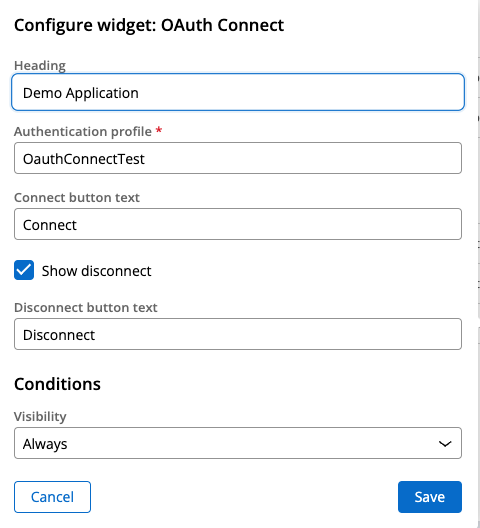 Configure widget: OAuth Connect
Heading
Demo Application
Authentication profile *
OauthConnectTest
Connect button text
Connect
Show disconnect
Disconnect button text
Disconnect
Conditions
Visibility
Always
Cancel Save